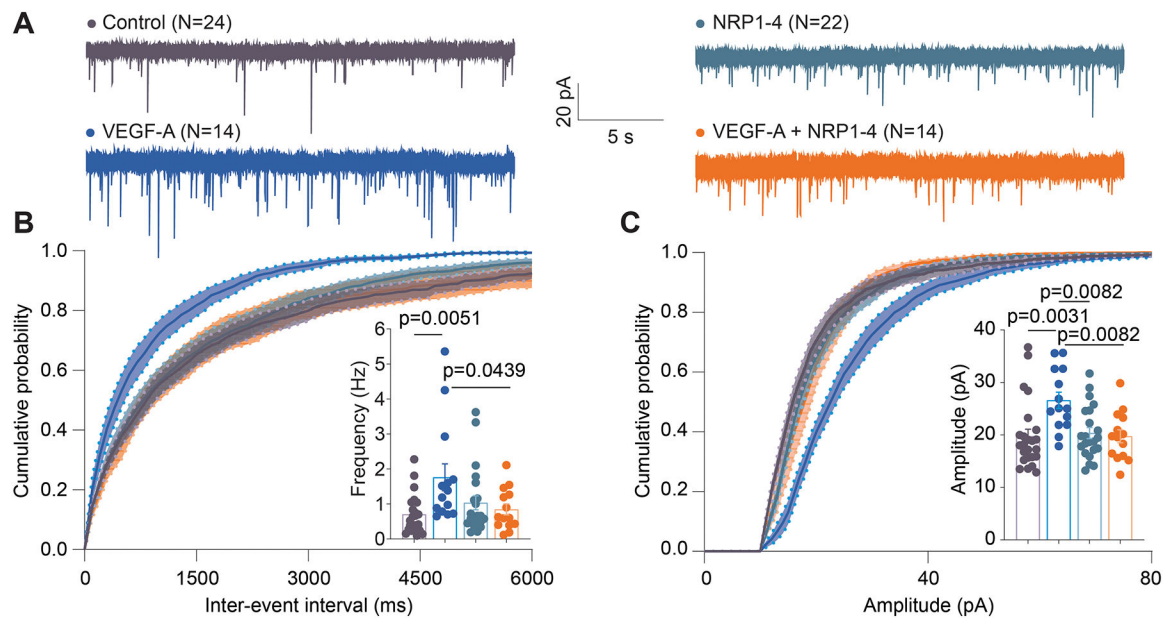 A
Control (N=24)
NRP1-4 (N=22)
20 pA
5 s
VEGF-A (N=14)
VEGF-A + NRP1-4 (N=14)
B
Cumulative probability
1.0
0.8
0.6
0.4
0.2
0.0
0
1500
3000
4500
6000
Inter-event interval (ms)
Frequency (Hz)
6
5
4
3
2
1
0
p=0.0051
p=0.0439
C
Cumulative probability
1.0
0.8
0.6
0.4
0.2
0.0
0
40
80
Amplitude (pA)
Amplitude (pA)
40
30
20
10
0
p=0.0082
p=0.0031
p=0.0082